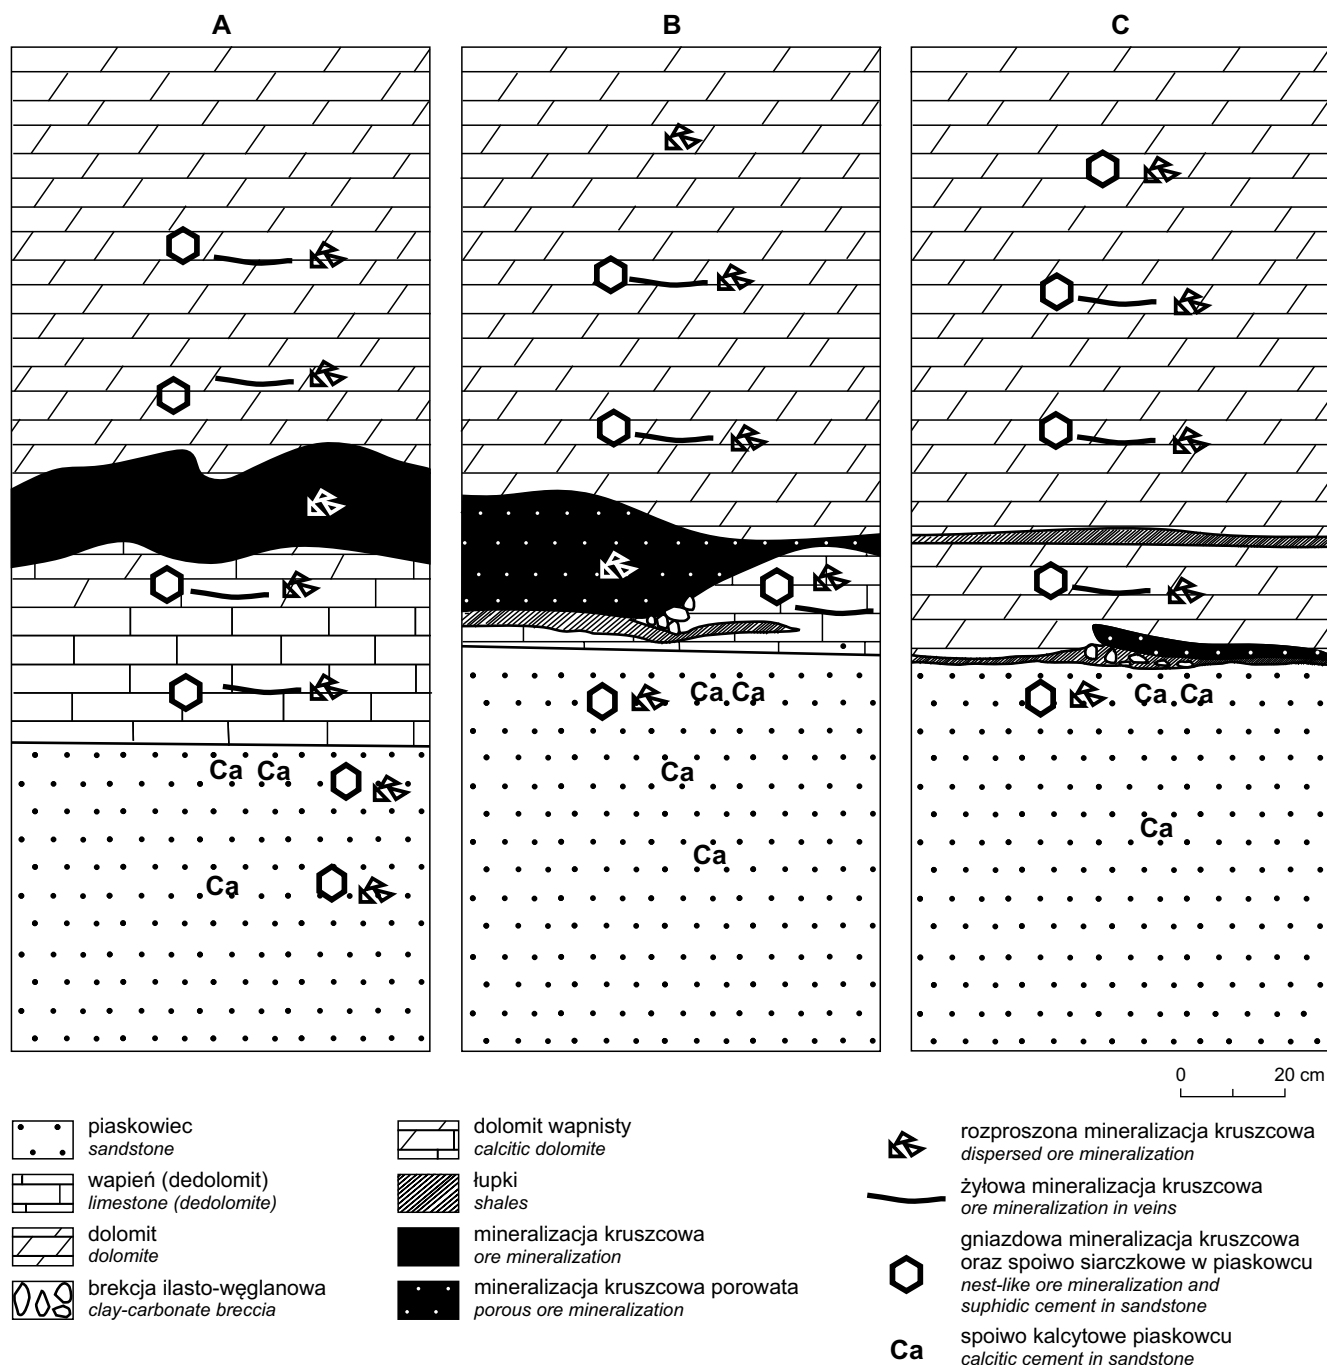 A
B
C
Ca Ca
Ca
Ca Ca
Ca
Ca
Ca Ca
Ca
0 20 cm
piaskowiec
sandstone
wapień (dedolomit)
limestone (dedolomite)
dolomit
dolomite
brekcja ilasto-węglanowa
clay-carbonate breccia
dolomit wapnisty
calcitic dolomite
łupki
shales
mineralizacja kruszcowa
ore mineralization
mineralizacja kruszcowa porowata
porous ore mineralization
rozproszona mineralizacja kruszcowa
dispersed ore mineralization
żyłowa mineralizacja kruszcowa
ore mineralization in veins
gniazdowa mineralizacja kruszcowa
oraz spoiwo siarczkowe w piaskowcu
nest-like ore mineralization and
suphidic cement in sandstone
Ca
spoiwo kalcytowe piaskowcu
calcitic cement in sandstone